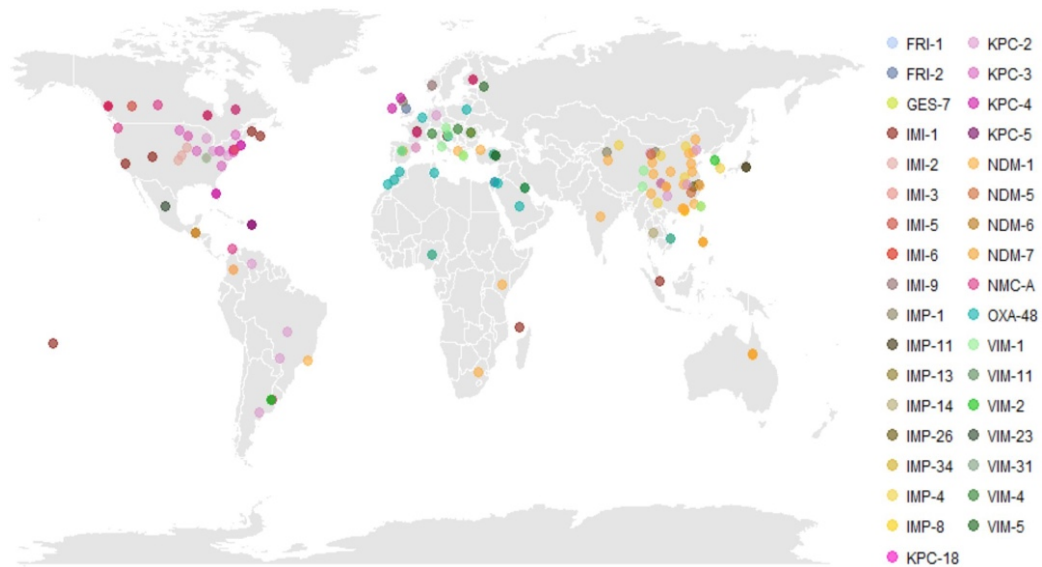 FRI-1
FRI-2
GES-7
IMI-1
IMI-2
IMI-3
IMI-5
IMI-6
IMI-9
IMP-1
IMP-11
IMP-13
IMP-14
IMP-26
IMP-34
IMP-4
IMP-8
KPC-18
KPC-2
KPC-3
KPC-4
KPC-5
NDM-1
NDM-5
NDM-6
NDM-7
NMC-A
OXA-48
VIM-1
VIM-11
VIM-2
VIM-23
VIM-31
VIM-4
VIM-5